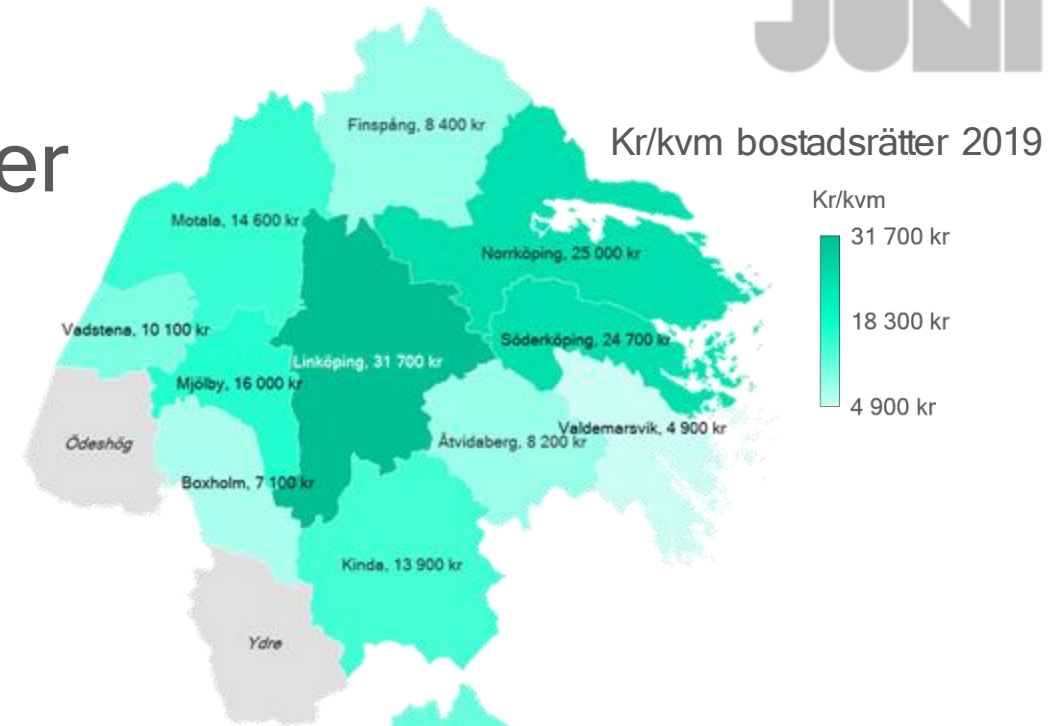 JUNI
er
Kr/kvm bostadsrätter 2019
Kr/kvm
31 700 kr
18 300 kr
4 900 kr
Finspång, 8 400 kr
Motala, 14 600 kr
Norrköping, 25 000 kr
Vadstena, 10 100 kr
Söderköping, 24 700 kr
Linköping, 31 700 kr
Mjölby, 16 000 kr
Valdemarsvik, 4 900 kr
Åtvidaberg, 8 200 kr
Ödeshög
Boxholm, 7 100 kr
Kinda, 13 900 kr
Ydre